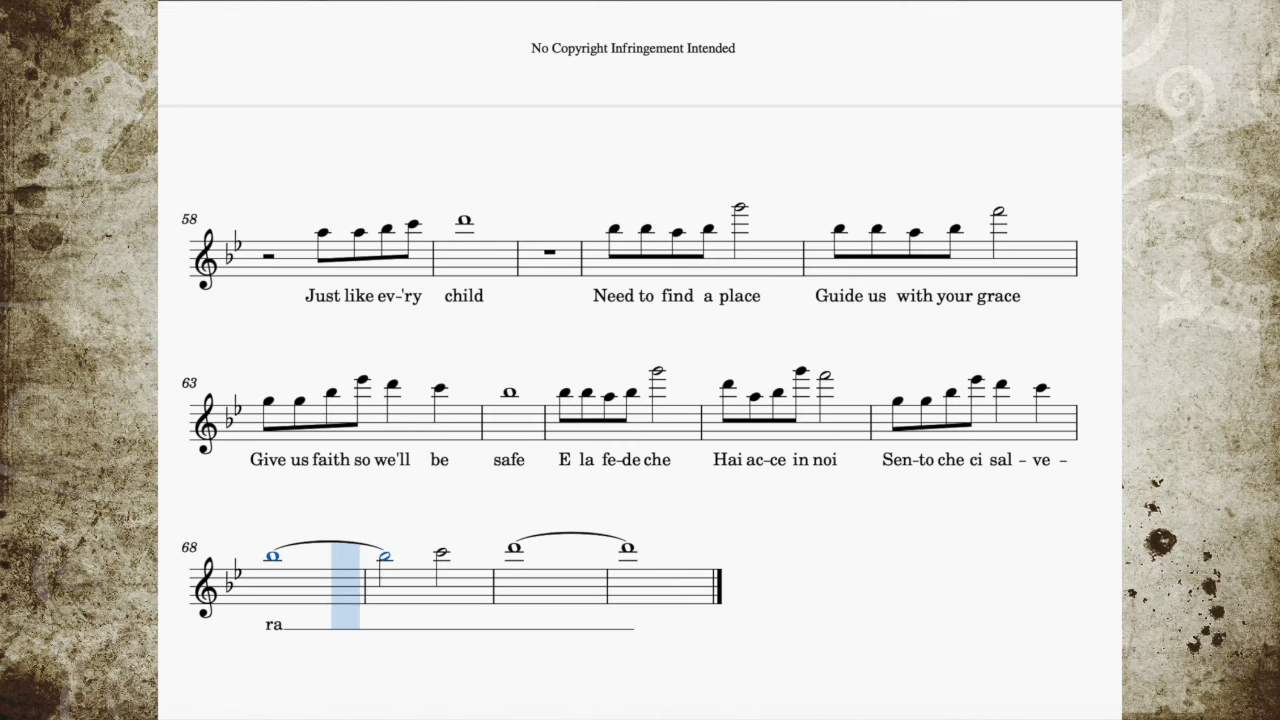 No Copyright Infringement Intended
58
Just like ev-'ry child Need to find a place Guide us with your grace
63
Give us faith so we'll be safe E la fe-de che Hai ac-ce in noi Sen-to che ci sal - ve -
68
ra